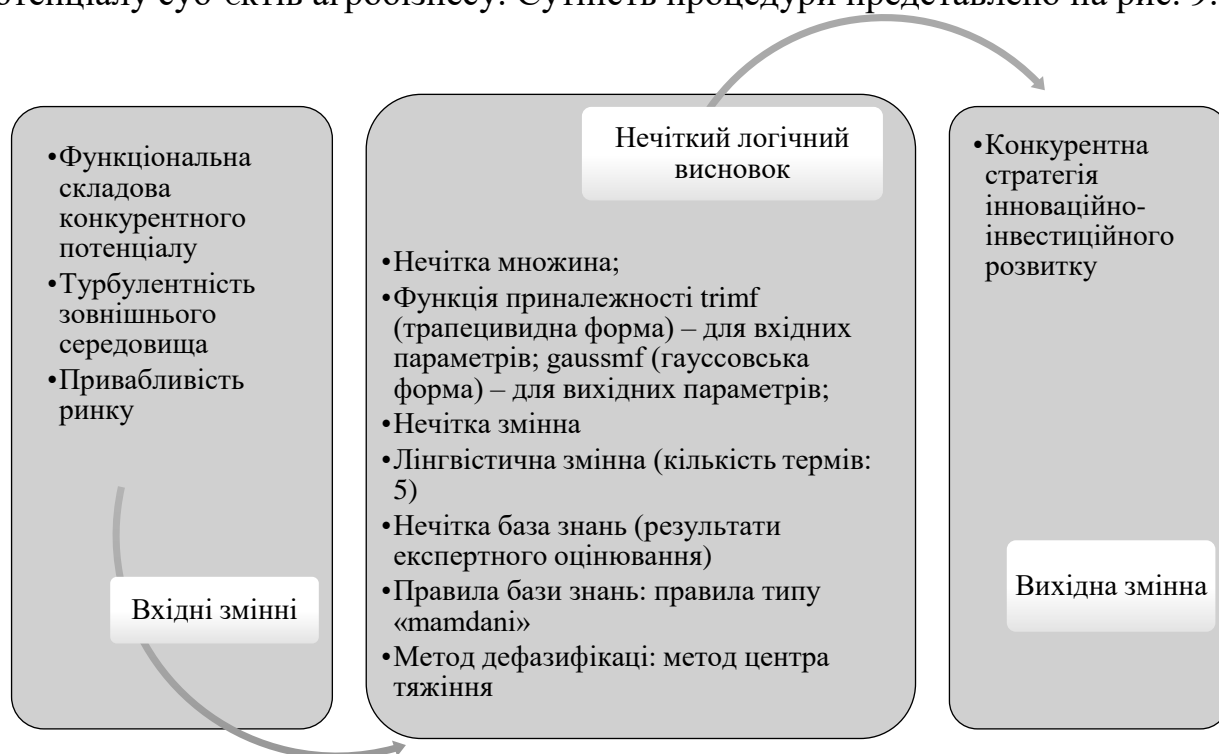 потенціалу суб'єктів агробізнесу. Сутність процедури представлено на рис. 9.
•Функціональна
складова
конкурентного
потенціалу
•Турбулентність
зовнішнього
середовища
•Привабливість
ринку
Вхідні змінні
Нечіткий логічний
висновок
•Нечітка множина;
•Функція приналежності trimf
(трапецивидна форма) – для вхідних
параметрів; gaussmf (гауссовська
форма) – для вихідних параметрів;
•Нечітка змінна
•Лінгвістична змінна (кількість термів:
5)
•Нечітка база знань (результати
експертного оцінювання)
•Правила бази знань: правила типу
«mamdani»
•Метод дефазифікаці: метод центра
тяжіння
•Конкурентна
стратегія
інноваційно-
інвестиційного
розвитку
Вихідна змінна